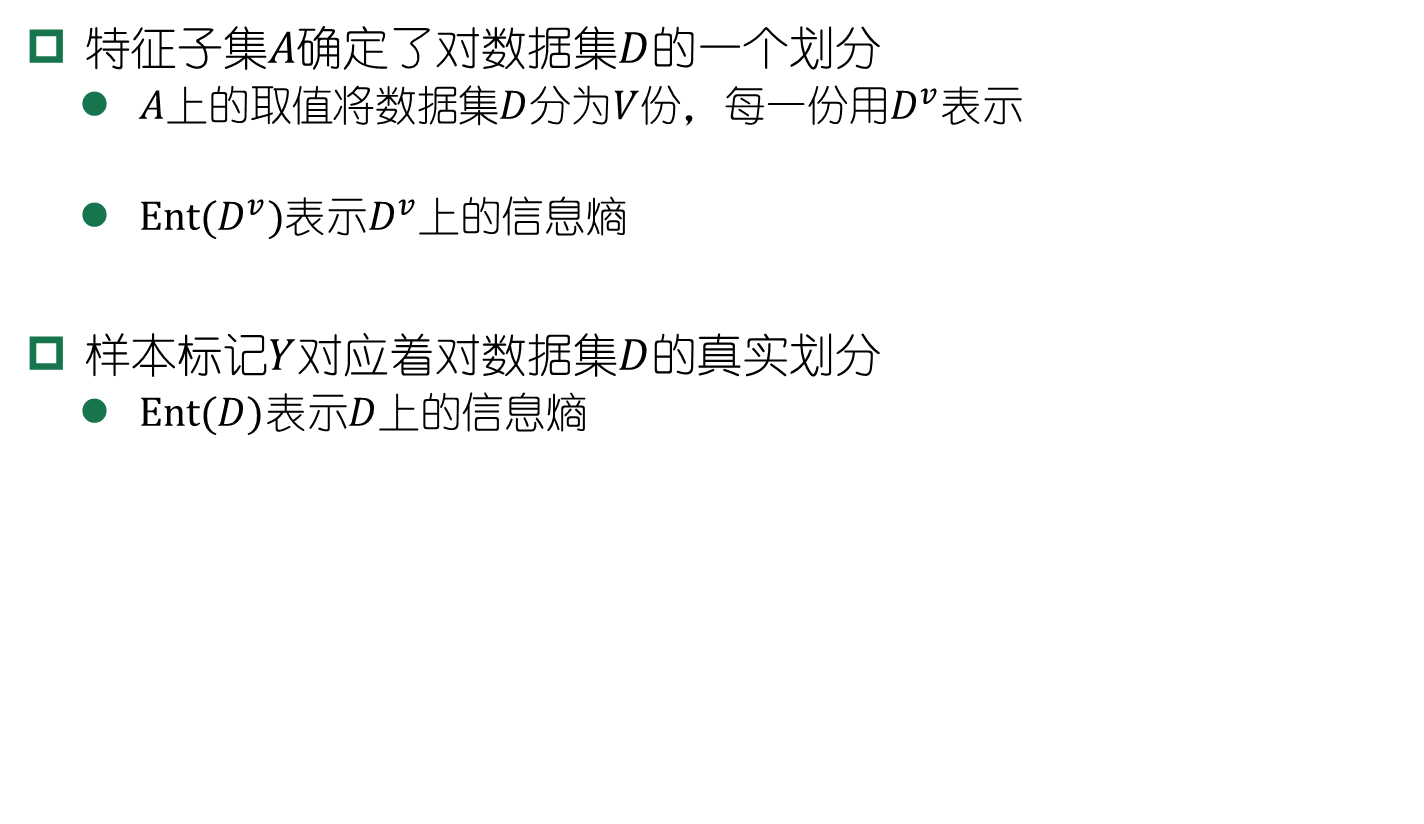 特征子集A确定了对数据集D的一个划分
A上的取值将数据集D分为V份，每一份用Dᵛ表示
Ent(Dᵛ)表示Dᵛ上的信息熵
样本标记Y对应着对数据集D的真实划分
Ent(D)表示D上的信息熵